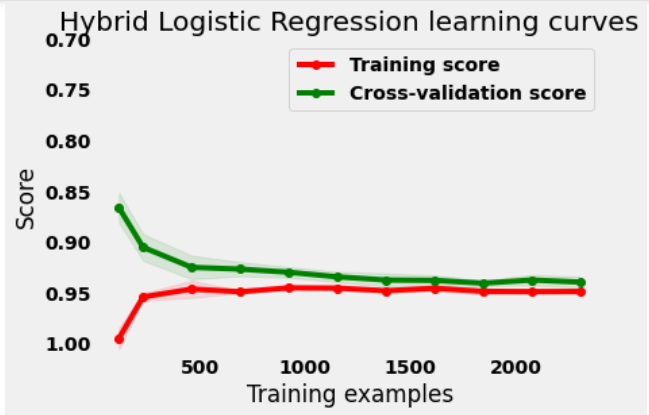 Hybrid Logistic Regression learning curves
0.70
Training score
0.75
Cross-validation score
0.80
0.85
Score
0.90
0.95
1.00
500 1000 1500 2000
Training examples